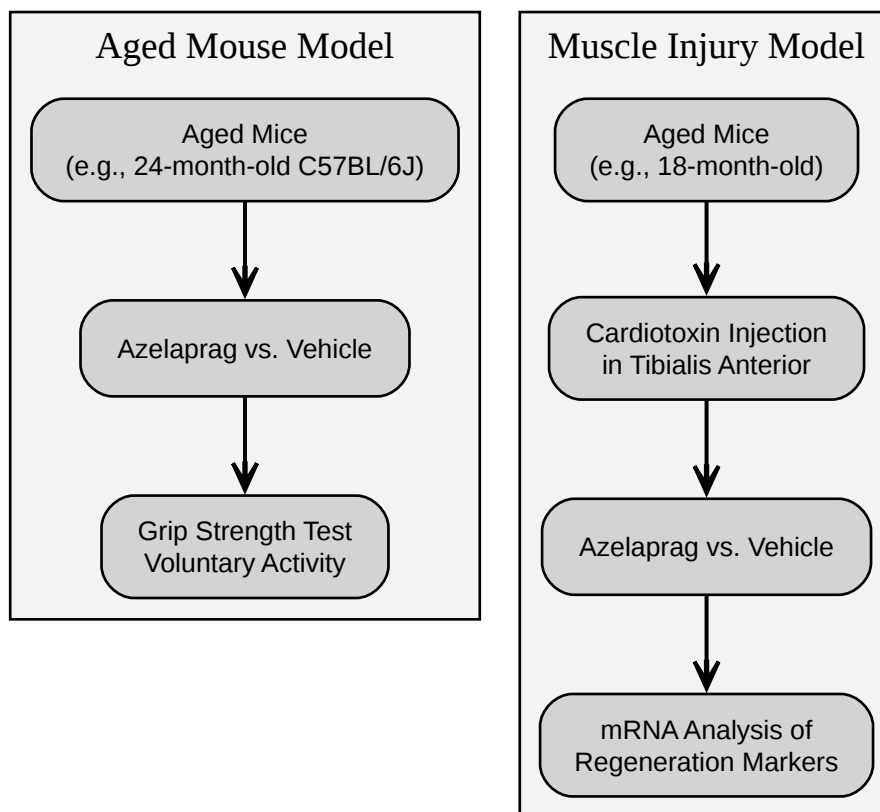 Aged Mouse Model
Aged Mice
(e.g., 24-month-old C57BL/6J)
Azelaprag vs. Vehicle
Grip Strength Test
Voluntary Activity
Muscle Injury Model
Aged Mice
(e.g., 18-month-old)
Cardiotoxin Injection
in Tibialis Anterior
Azelaprag vs. Vehicle
mRNA Analysis of
Regeneration Markers